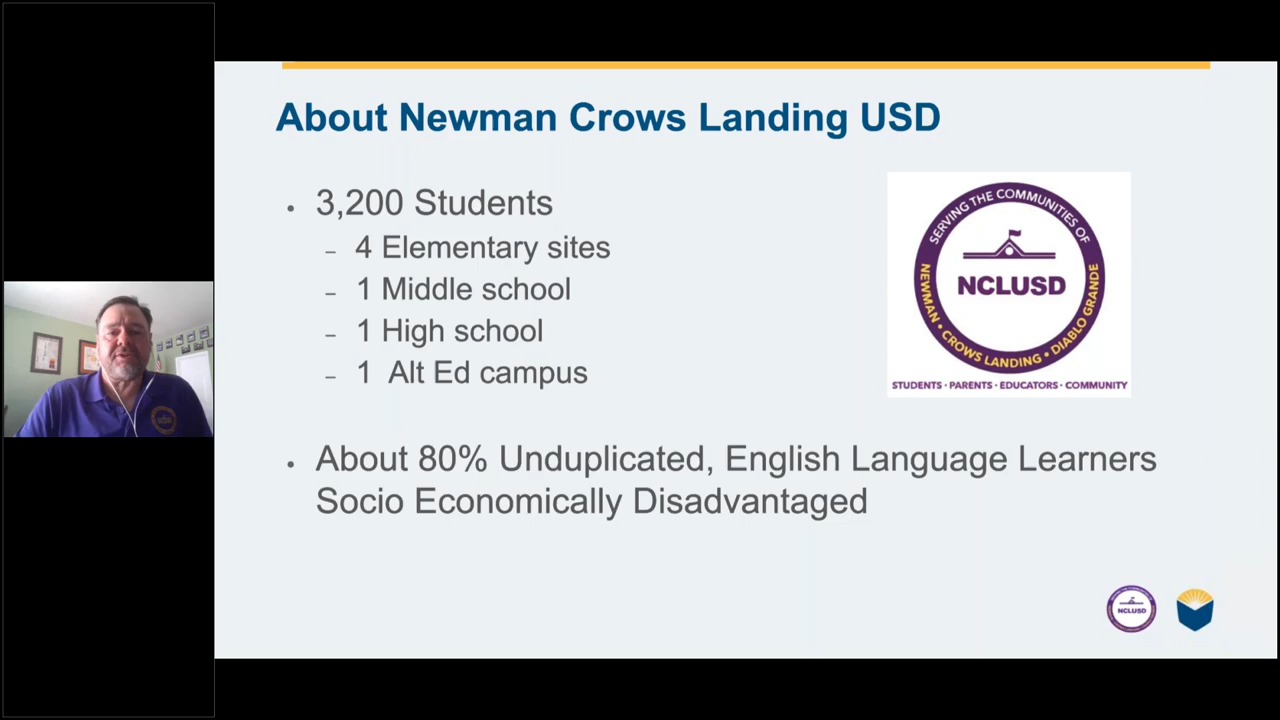 About Newman Crows Landing USD
• 3,200 Students
– 4 Elementary sites
– 1 Middle school
– 1 High school
– 1 Alt Ed campus
• About 80% Unduplicated, English Language Learners
Socio Economically Disadvantaged
SERVING THE COMMUNITIES OF
NCLUSD
NEWMAN • CROWS LANDING • DIABLO GRANDE
STUDENTS · PARENTS · EDUCATORS · COMMUNITY
NCLUSD